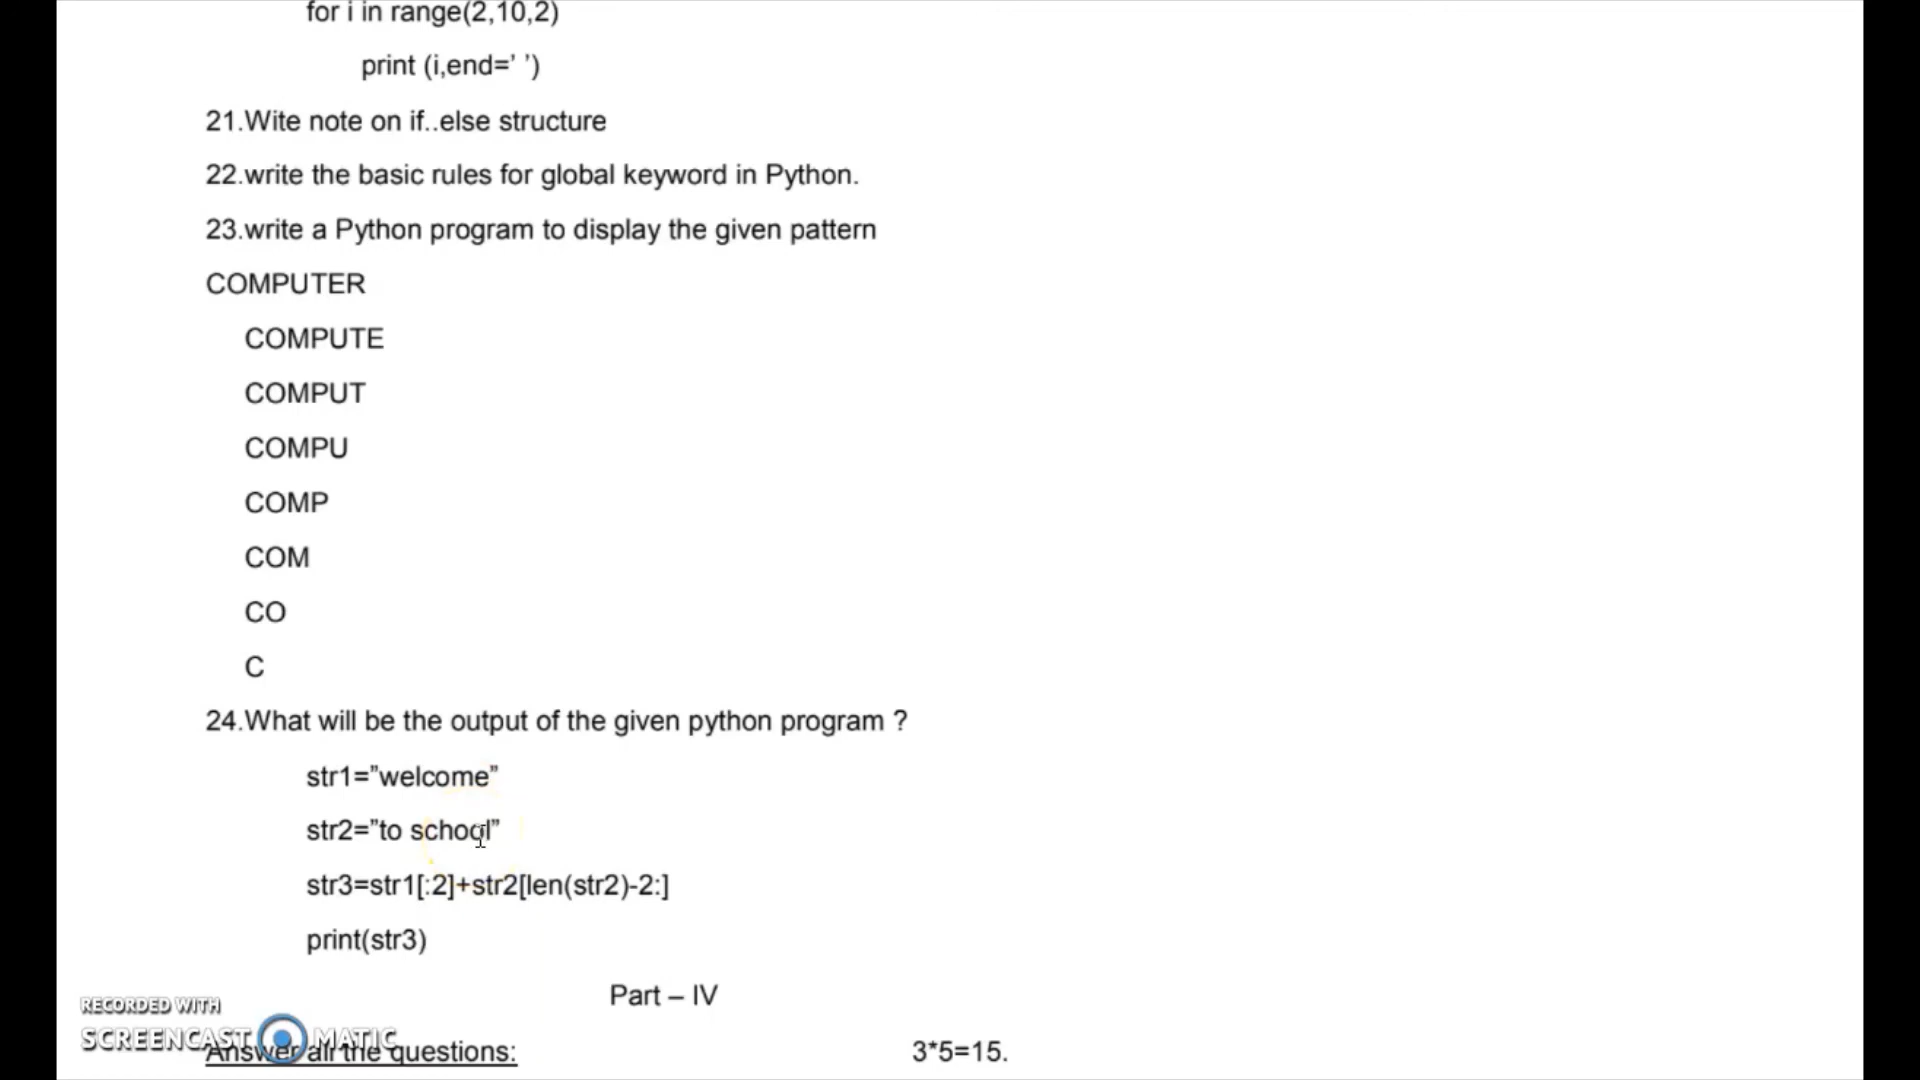 for i in range(2,10,2)
print (i,end=’ ’)
21.Wite note on if..else structure
22.write the basic rules for global keyword in Python.
23.write a Python program to display the given pattern
COMPUTER
COMPUTE
COMPUT
COMPU
COMP
COM
CO
C
24.What will be the output of the given python program ?
str1=”welcome”
str2=”to school”
str3=str1[:2]+str2[len(str2)-2:]
print(str3)
Part – IV
RECORDED WITH
SCREENCAST MATIC
Answer all the questions: 3*5=15.